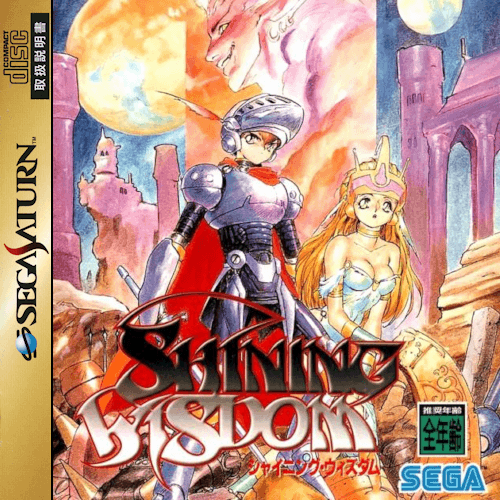 COMPACT
disc
取扱説明書
SEGA SATURN™
SHINING
WISDOM
シャイニング・ウィズダム
推奨年齢
全年齢
SEGA